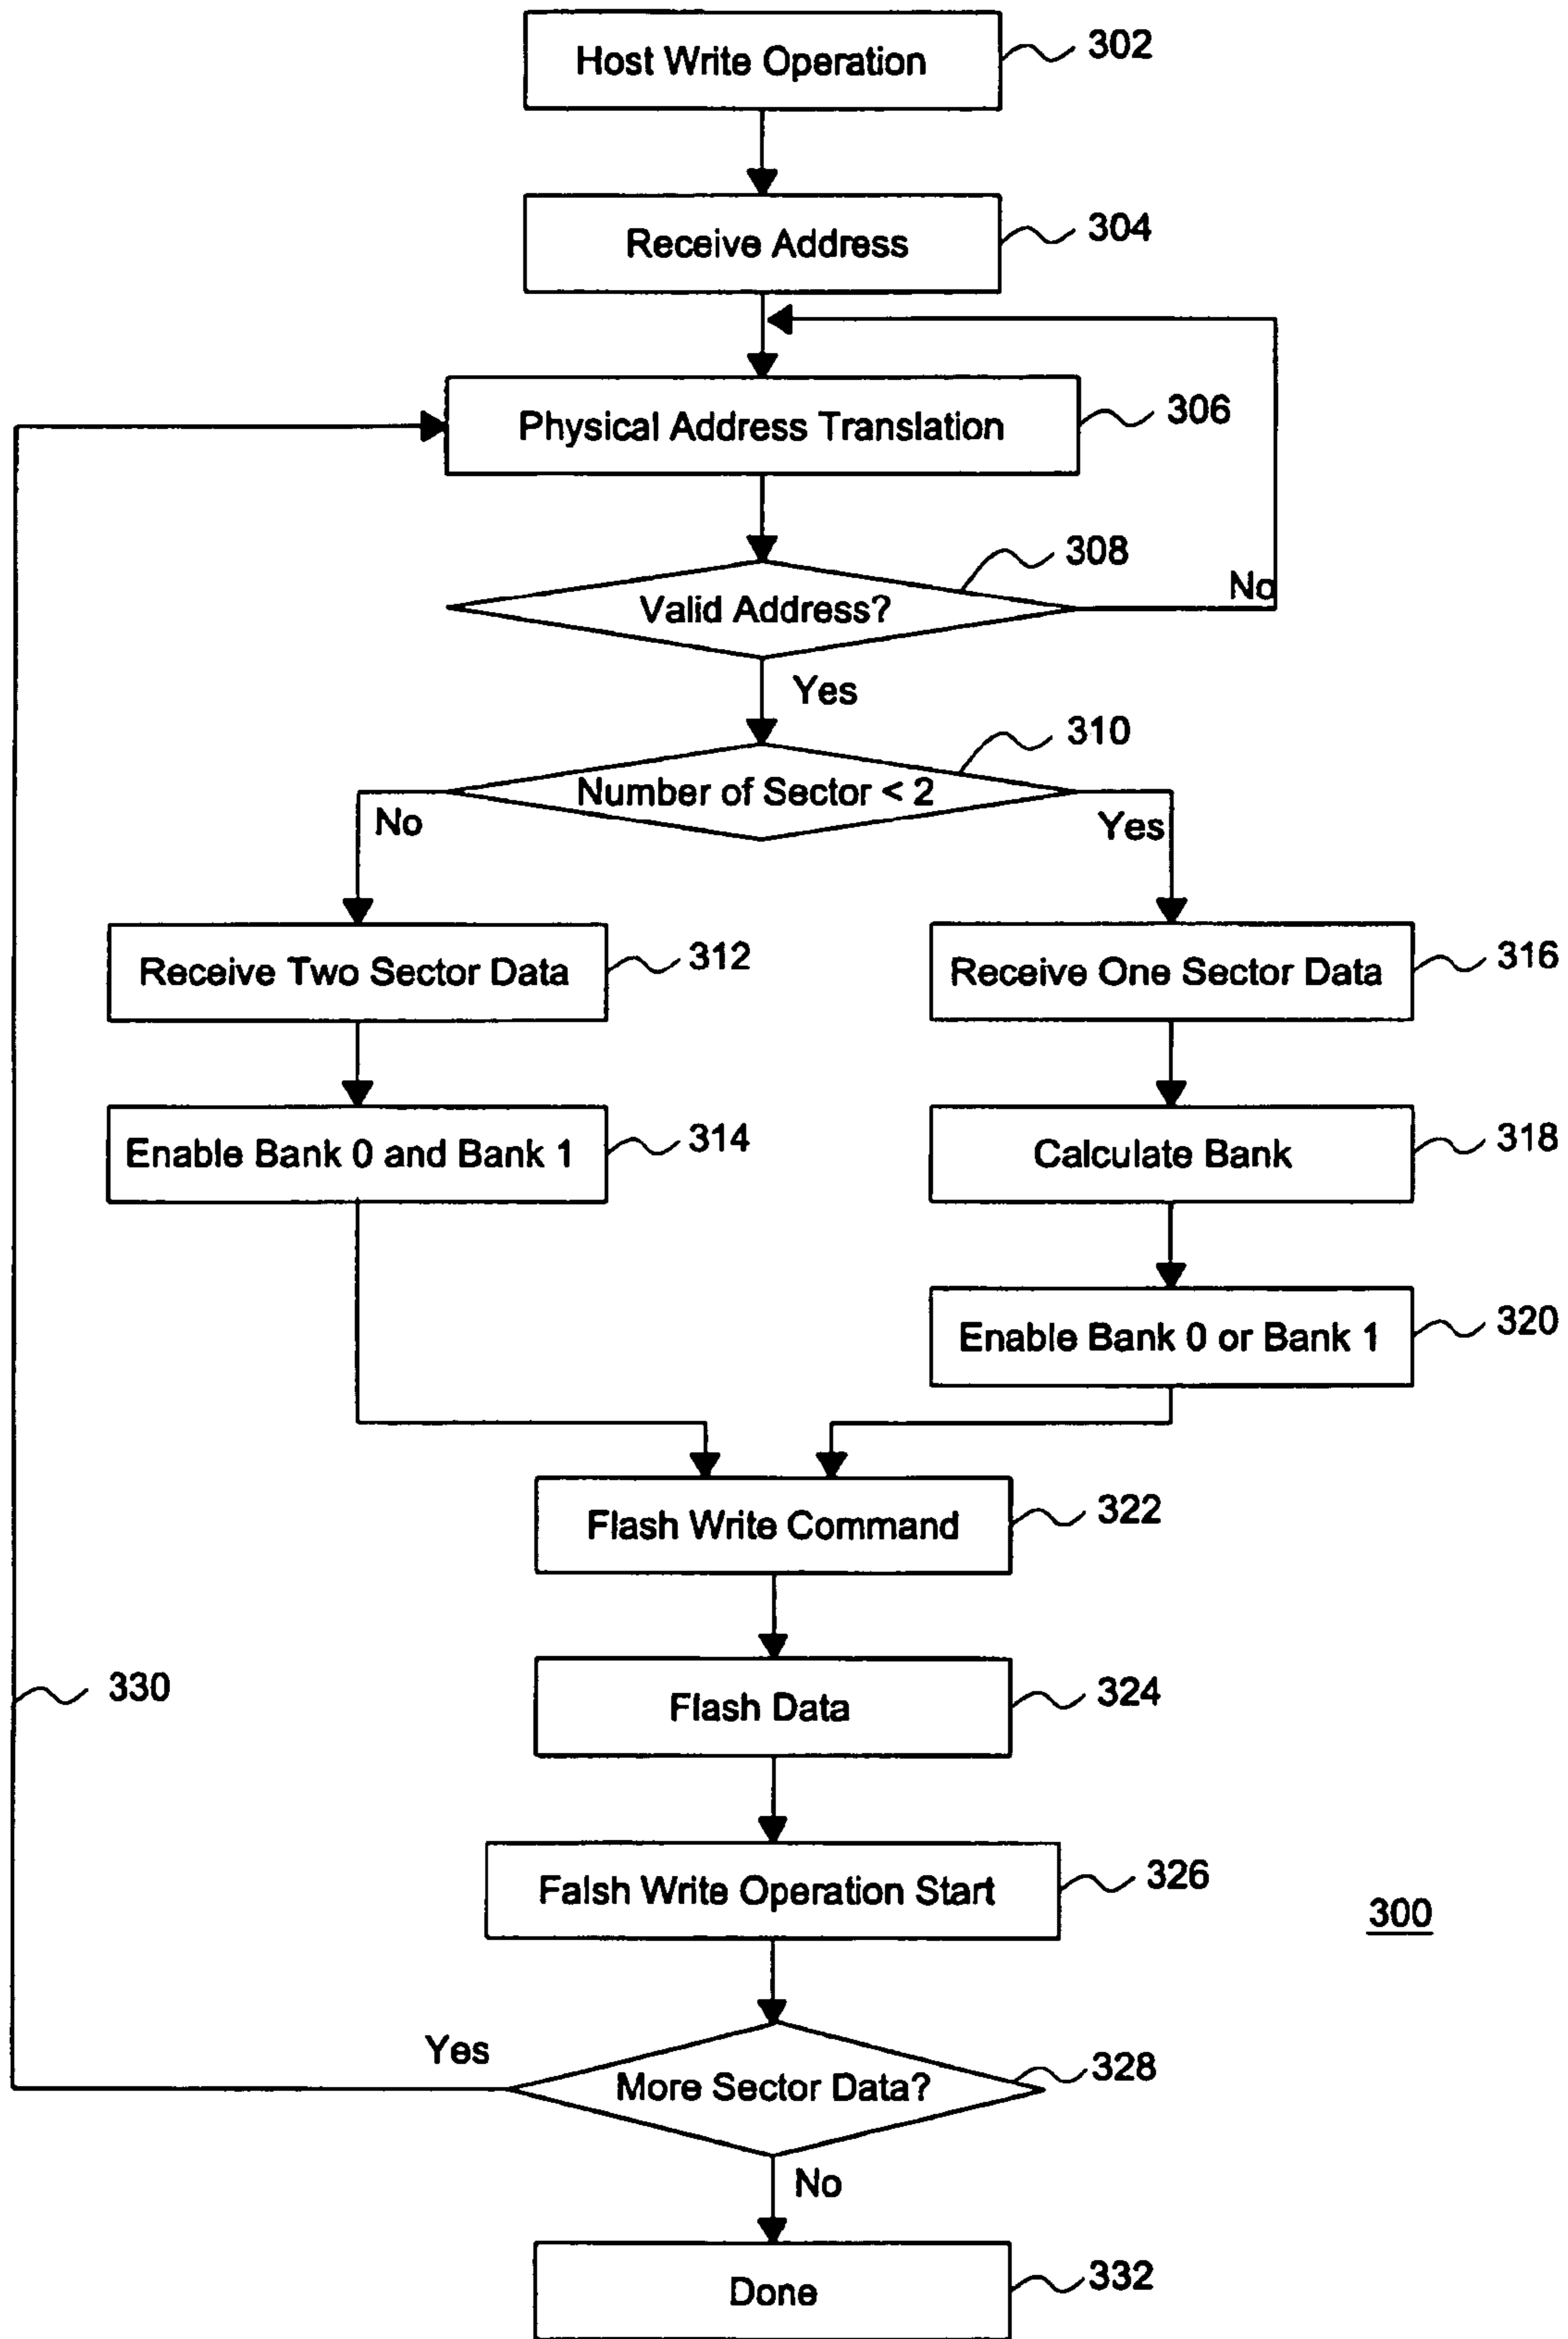 Host Write Operation
302
Receive Address
304
Physical Address Translation
306
308
Valid Address?
No
Yes
310
Number of Sector < 2
No
Yes
Receive Two Sector Data
312
Receive One Sector Data
316
Enable Bank 0 and Bank 1
314
Calculate Bank
318
Enable Bank 0 or Bank 1
320
Flash Write Command
322
330
Flash Data
324
Falsh Write Operation Start
326
300
Yes
More Sector Data?
328
No
Done
332